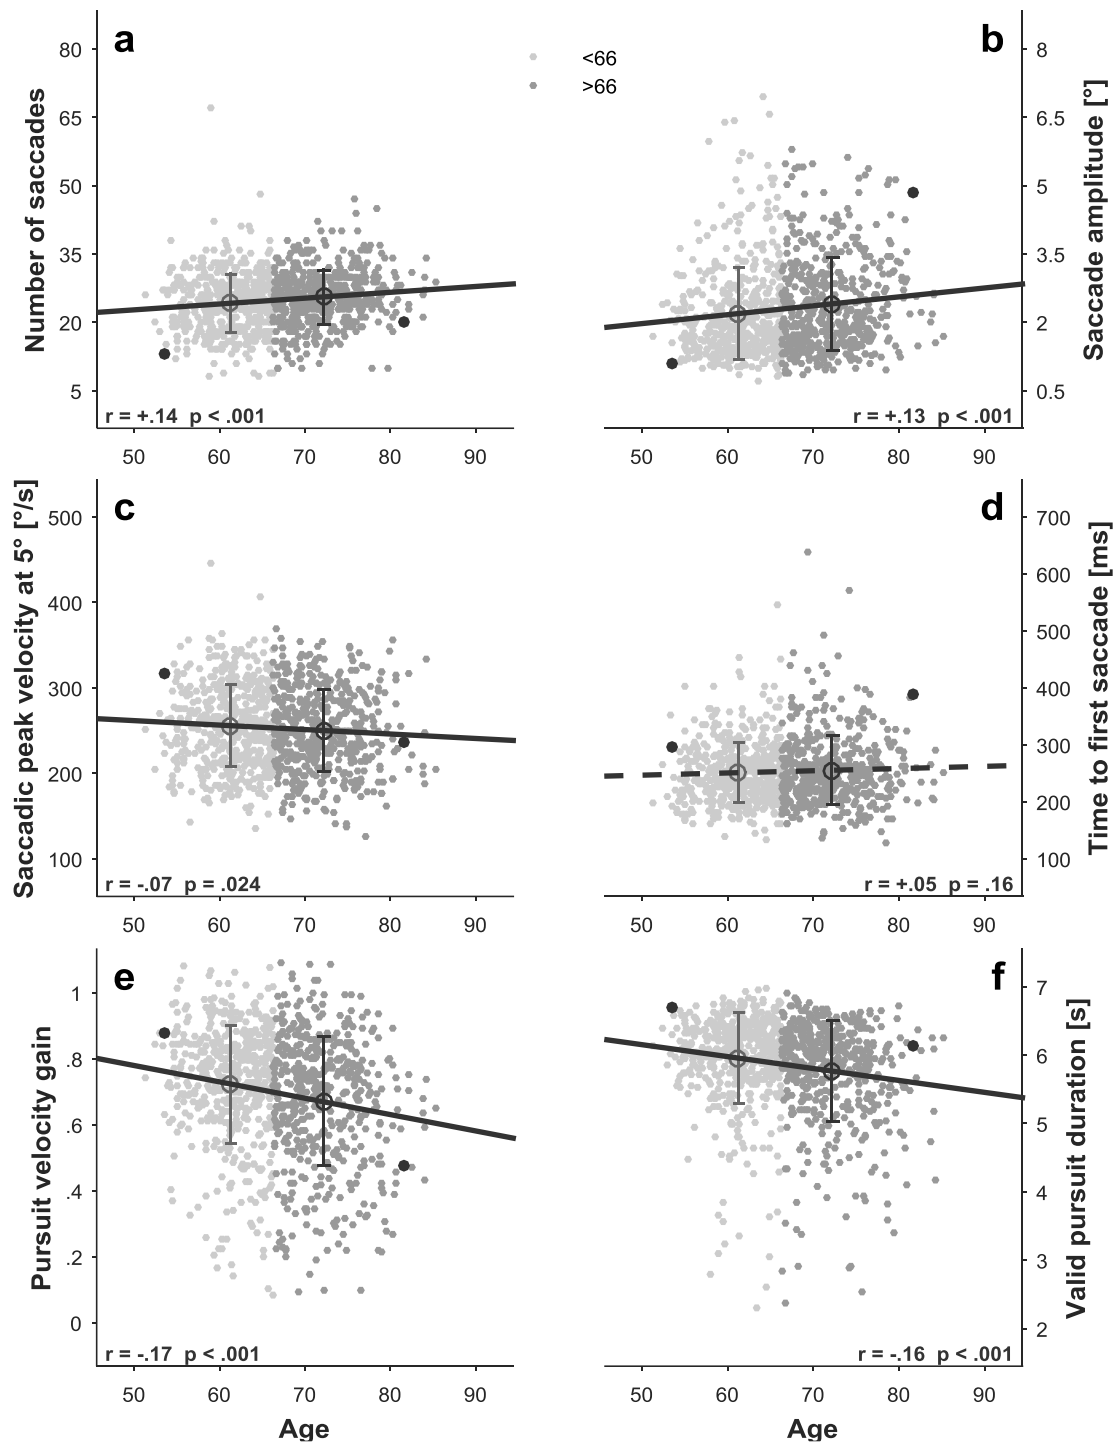 a
b
<66
>66
80
65
50
35
20
5
Number of saccades
8
6.5
5
3.5
2
0.5
Saccade amplitude [°]
r = +.14 p < .001
r = +.13 p < .001
50 60 70 80 90
50 60 70 80 90
c
d
500
400
300
200
100
Saccadic peak velocity at 5° [°/s]
700
600
500
400
300
200
100
Time to first saccade [ms]
r = -.07 p = .024
r = +.05 p = .16
50 60 70 80 90
50 60 70 80 90
e
f
1
.8
.6
.4
.2
0
Pursuit velocity gain
7
6
5
4
3
2
Valid pursuit duration [s]
r = -.17 p < .001
r = -.16 p < .001
50 60 70 80 90
50 60 70 80 90
Age
Age